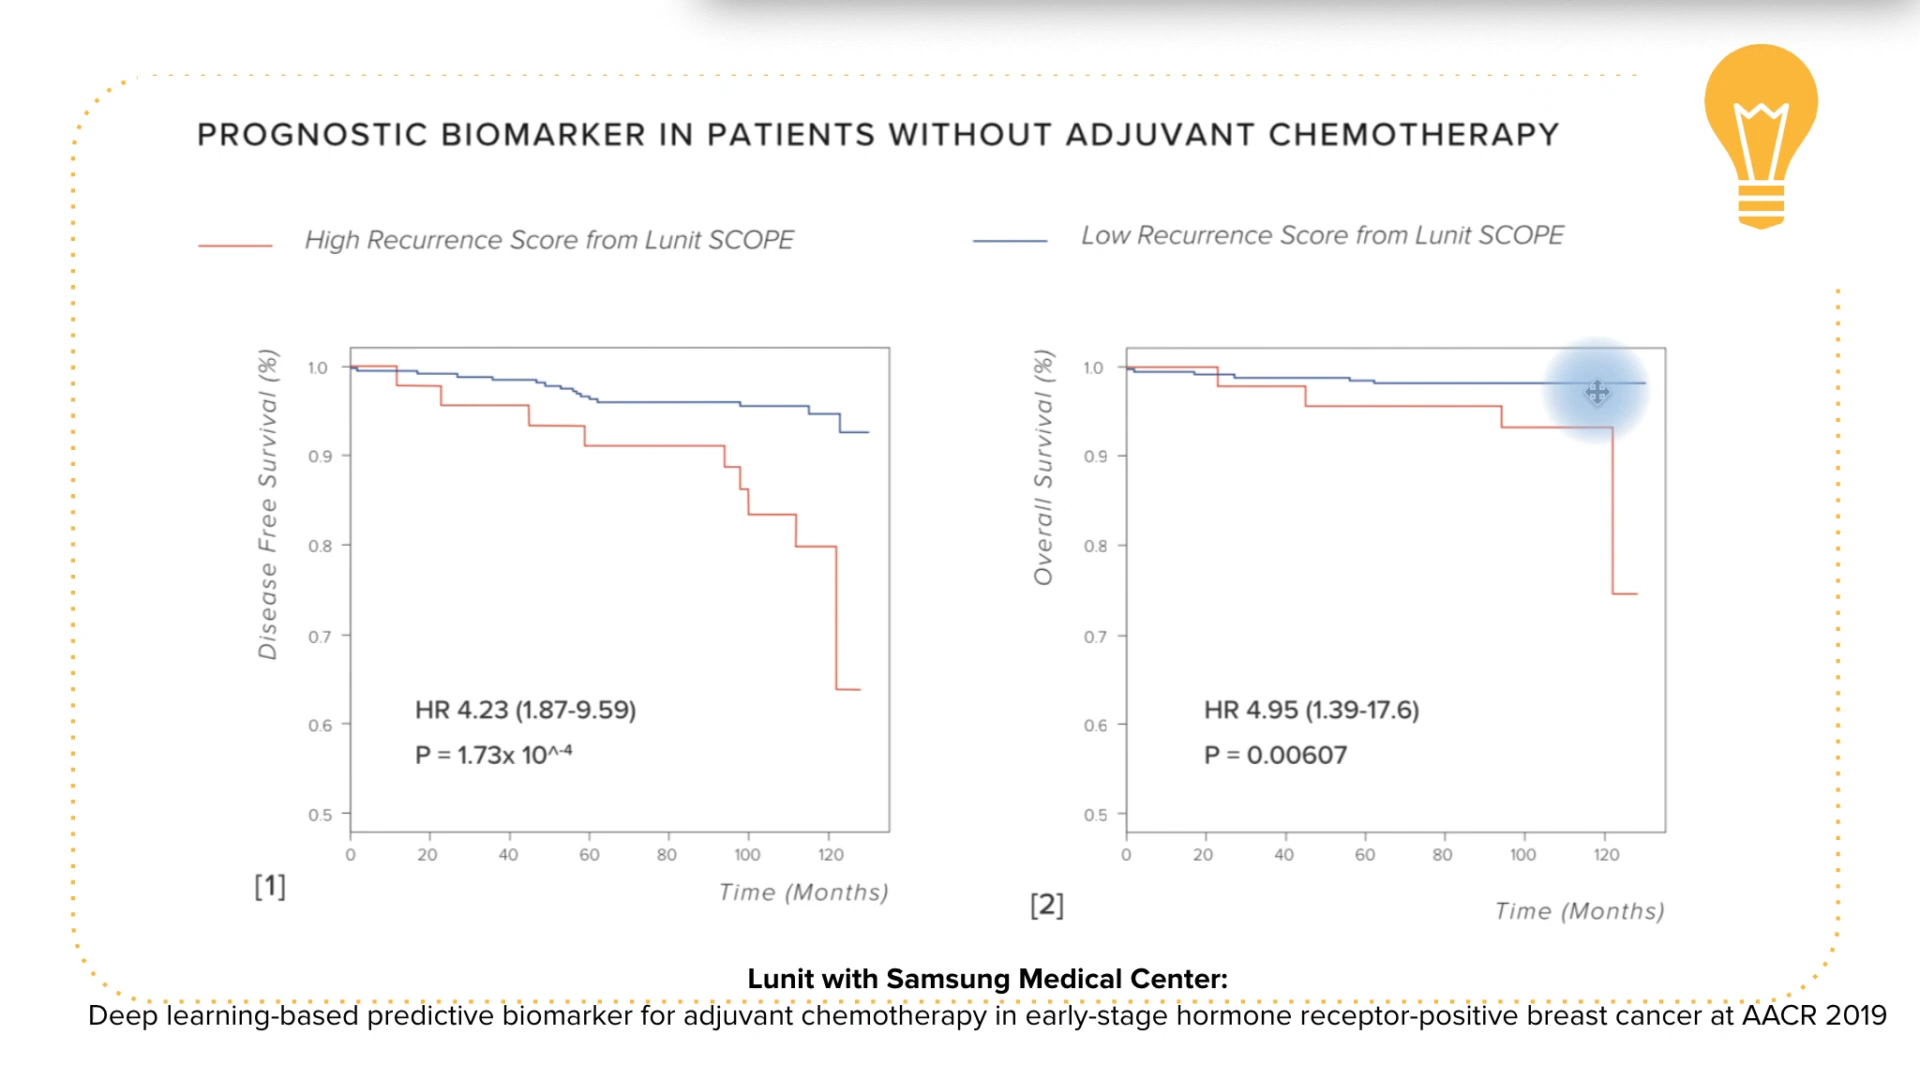 PROGNOSTIC BIOMARKER IN PATIENTS WITHOUT ADJUVANT CHEMOTHERAPY
High Recurrence Score from Lunit SCOPE
Low Recurrence Score from Lunit SCOPE
Disease Free Survival (%)
1.0
0.9
0.8
0.7
0.6
0.5
HR 4.23 (1.87-9.59)
P = 1.73x 10^-4
0 20 40 60 80 100 120
Time (Months)
[1]
Overall Survival (%)
1.0
0.9
0.8
0.7
0.6
0.5
HR 4.95 (1.39-17.6)
P = 0.00607
0 20 40 60 80 100 120
Time (Months)
[2]
Lunit with Samsung Medical Center:
Deep learning-based predictive biomarker for adjuvant chemotherapy in early-stage hormone receptor-positive breast cancer at AACR 2019